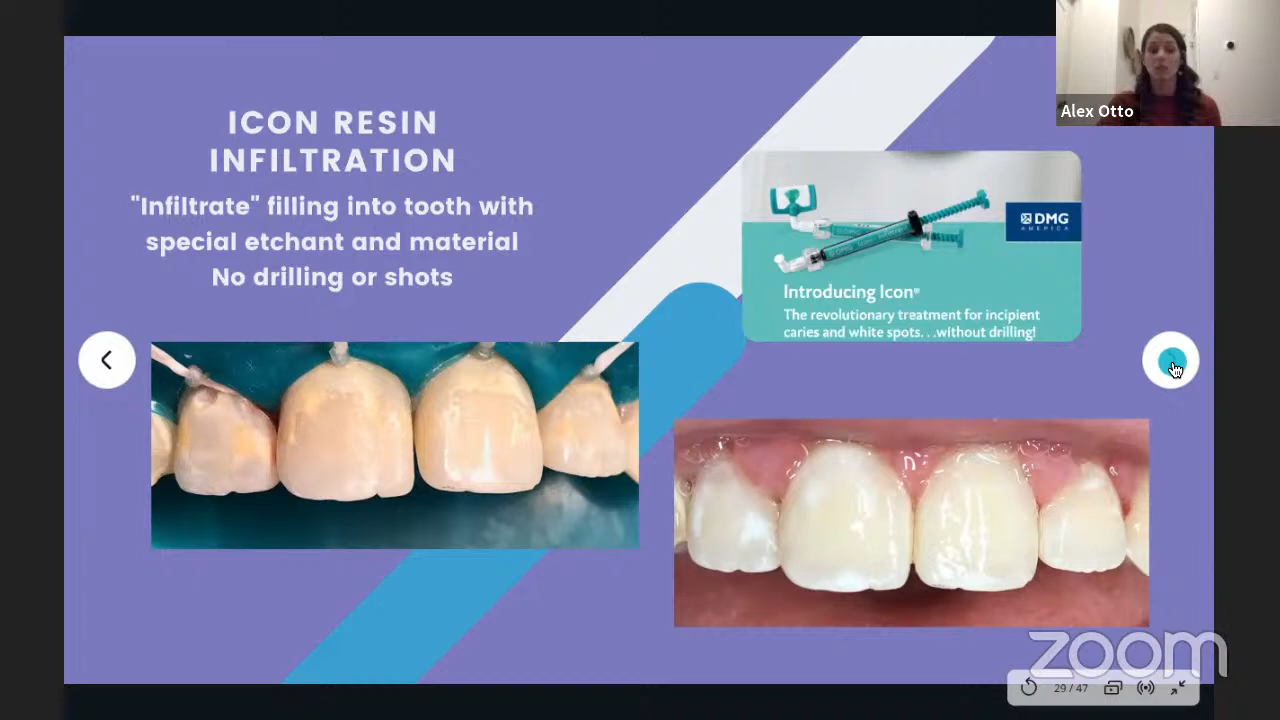 ICON RESIN
INFILTRATION
"Infiltrate" filling into tooth with
special etchant and material
No drilling or shots
Alex Otto
DMG
AMERICA
Introducing Icon®
The revolutionary treatment for incipient
caries and white spots...without drilling!
zoom
29 / 47